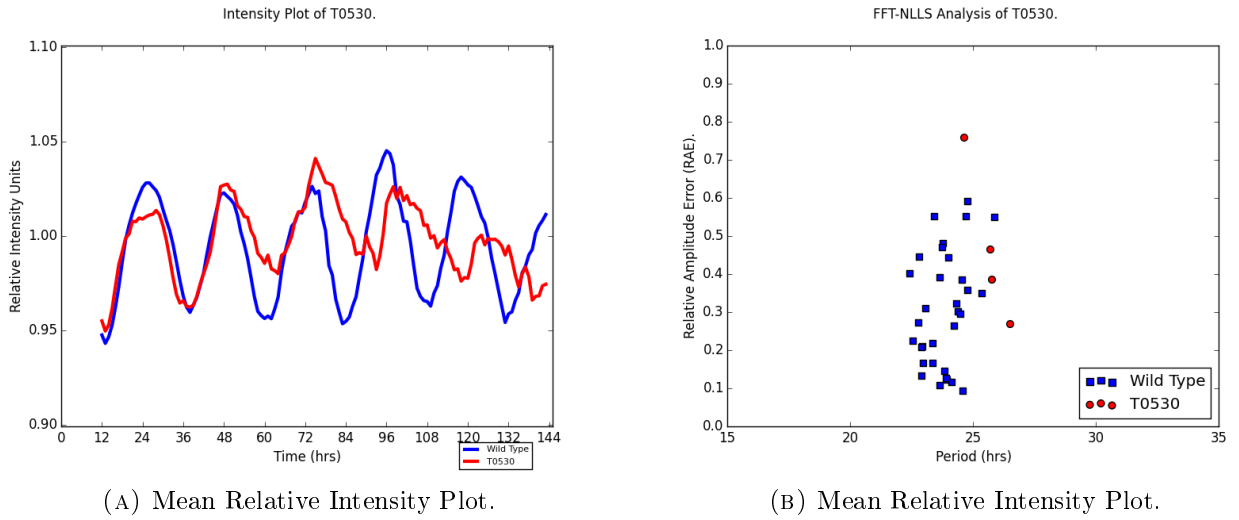 Intensity Plot of T0530.
Relative Intensity Units
1.10
1.05
1.00
0.95
0.90
0 12 24 36 48 60 72 84 96 108 120 132 144
Time (hrs)
Wild Type
T0530
(A) Mean Relative Intensity Plot.
FFT-NLLS Analysis of T0530.
Relative Amplitude Error (RAE).
1.0
0.9
0.8
0.7
0.6
0.5
0.4
0.3
0.2
0.1
0.0
15 20 25 30 35
Period (hrs)
Wild Type
T0530
(B) Mean Relative Intensity Plot.